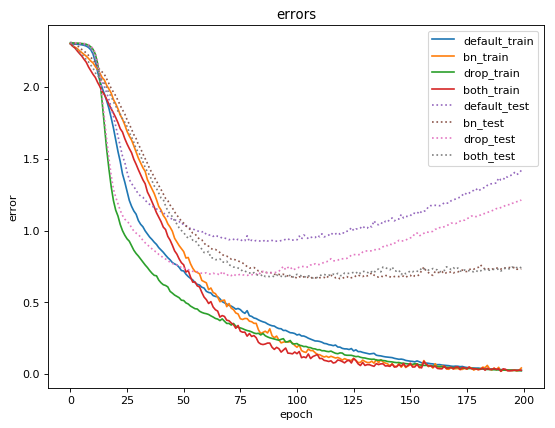 errors
default_train
bn_train
drop_train
both_train
default_test
bn_test
drop_test
both_test
error
2.0
1.5
1.0
0.5
0.0
0 25 50 75 100 125 150 175 200
epoch